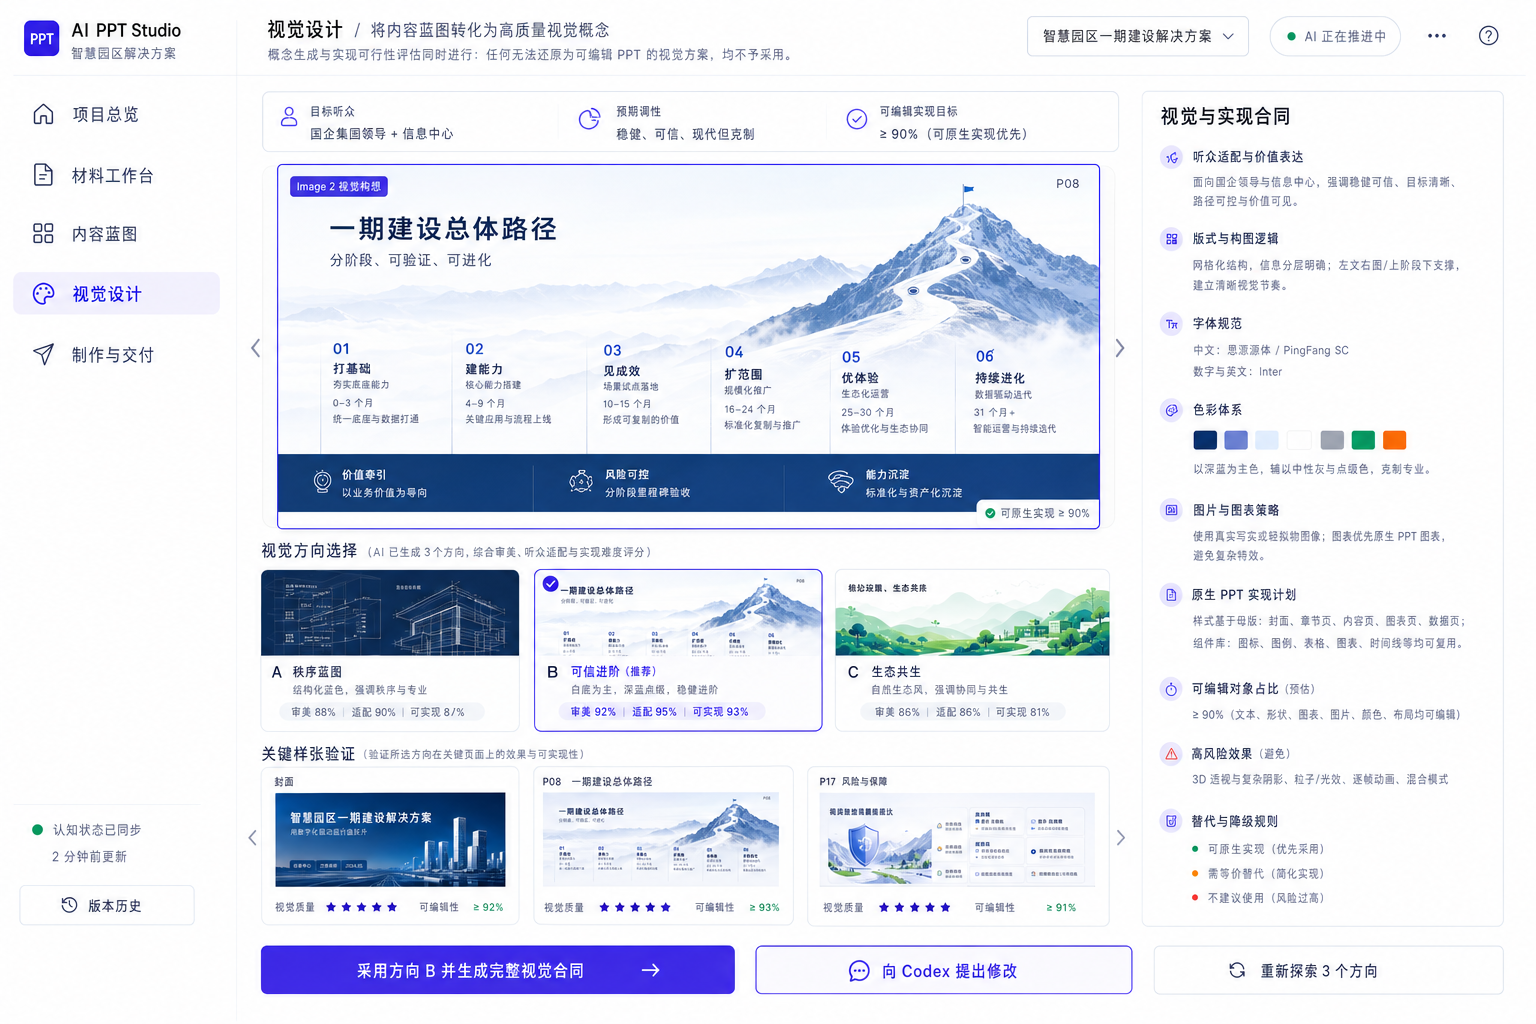 PPT
AI PPT Studio
智慧园区解决方案
项目总览
材料工作台
内容蓝图
视觉设计
制作与交付
认知状态已同步
2 分钟前更新
版本历史
视觉设计 / 将内容蓝图转化为高质量视觉概念
概念生成与实现可行性评估同时进行：任何无法还原为可编辑 PPT 的视觉方案，均不予采用。
智慧园区一期建设解决方案
AI 正在推进中
目标听众
国企集团领导 + 信息中心
预期调性
稳健、可信、现代但克制
可编辑实现目标
≥ 90%（可原生实现优先）
Image 2 视觉构想
P08
一期建设总体路径
分阶段、可验证、可进化
01
打基础
夯实底座能力
0–3 个月
统一底座与数据打通
02
建能力
核心能力搭建
4–9 个月
关键应用与流程上线
03
见成效
场景试点落地
10–15 个月
形成可复制的价值
04
扩范围
规模化推广
16–24 个月
标准化复制与推广
05
优体验
生态化运营
25–30 个月
体验优化与生态协同
06
持续进化
数据驱动迭代
31 个月+
智能运营与持续迭代
价值牵引
以业务价值为导向
风险可控
分阶段里程碑验收
能力沉淀
标准化与资产化沉淀
可原生实现 ≥ 90%
视觉方向选择（AI 已生成 3 个方向，综合审美、听众适配与实现难度评分）
A 秩序蓝图
结构化蓝色，强调秩序与专业
审美 88% | 适配 90% | 可实现 8/%
一期建设总体路径
P08
01
02
03
04
B 可信进阶（推荐）
白底为主，深蓝点缀，稳健进阶
审美 92% | 适配 95% | 可实现 93%
C 生态共生
自然生态风，强调协同与共生
审美 86% | 适配 86% | 可实现 81%
关键样张验证（验证所选方向在关键页面上的效果与可实现性）
封面
智慧园区一期建设解决方案
视觉质量 ★★★★★ 可编辑性 ≥ 92%
P08 一期建设总体路径
一期建设总体路径
P08
视觉质量 ★★★★★ 可编辑性 ≥ 93%
P17 风险与保障
视觉质量 ★★★★★ 可编辑性 ≥ 91%
采用方向 B 并生成完整视觉合同 →
向 Codex 提出修改
重新探索 3 个方向
视觉与实现合同
听众适配与价值表达
面向国企领导与信息中心，强调稳健可信、目标清晰、
路径可控与价值可见。
版式与构图逻辑
网格化结构，信息分层明确；左文右图/上阶段下支撑，
建立清晰视觉节奏。
字体规范
中文：思源源体 / PingFang SC
数字与英文：Inter
色彩体系
以深蓝为主色，辅以中性灰与点缀色，克制专业。
图片与图表策略
使用真实写实或轻拟物图像；图表优先原生 PPT 图表，
避免复杂特效。
原生 PPT 实现计划
样式基于母版：封面、章节页、内容页、图表页、数据页；
组件库：图标、图例、表格、图表、时间线等均可复用。
可编辑对象占比（预估）
≥ 90%（文本、形状、图表、图片、颜色、布局均可编辑）
高风险效果（避免）
3D 透视与复杂阴影、粒子/光效、逐帧动画、混合模式
替代与降级规则
可原生实现（优先采用）
需等价替代（简化实现）
不建议使用（风险过高）